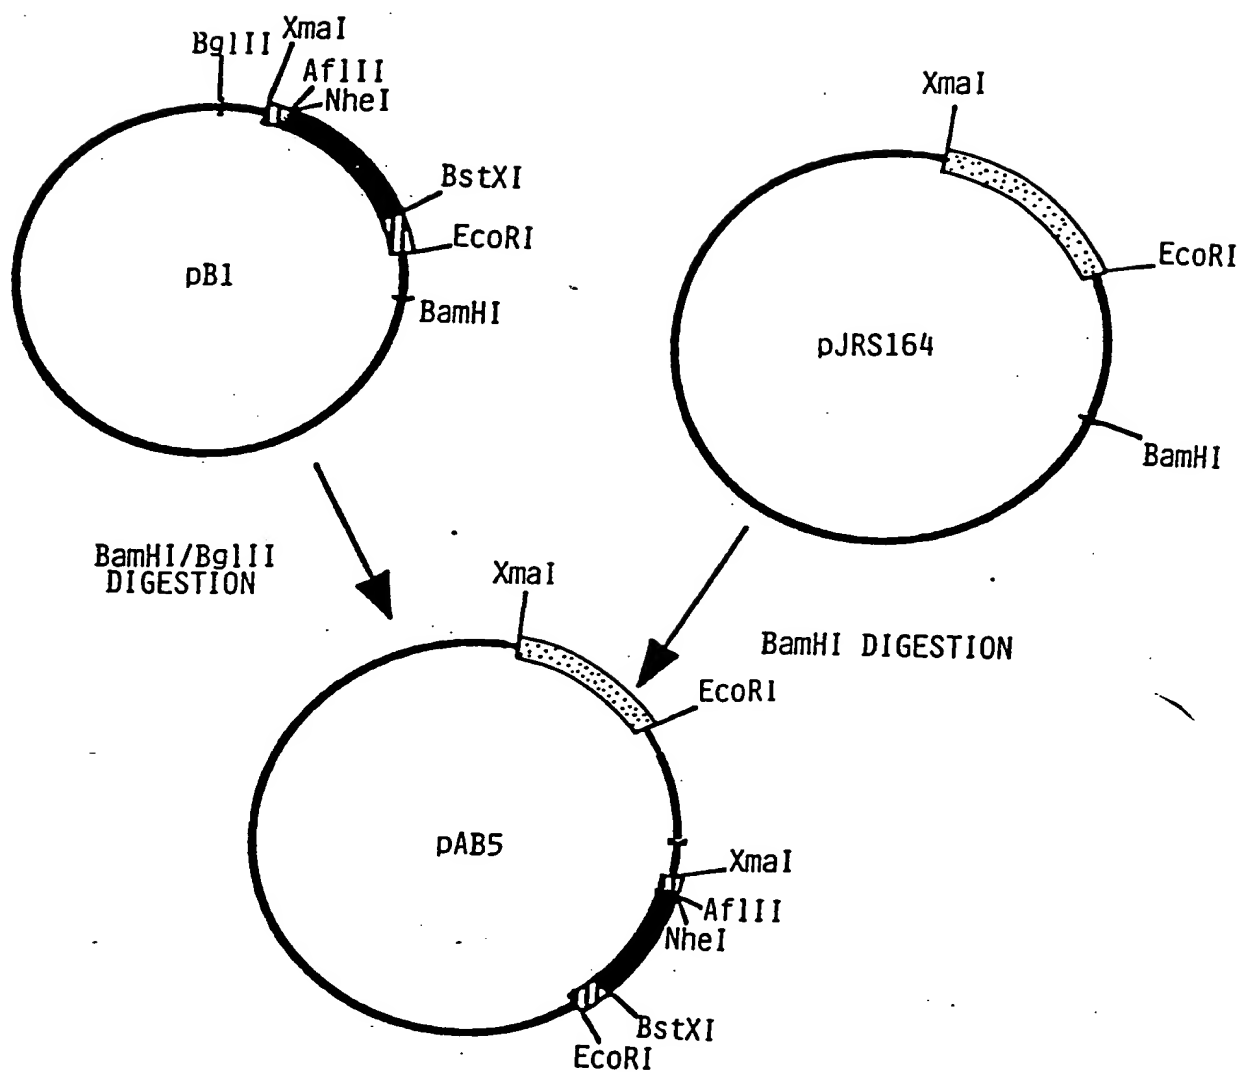 BglII
XmaI
AflII
NheI
BstXI
EcoRI
pB1
BamHI
XmaI
EcoRI
pJRS164
BamHI
BamHI/BglII
DIGESTION
BamHI DIGESTION
XmaI
EcoRI
pAB5
XmaI
AflII
NheI
BstXI
EcoRI